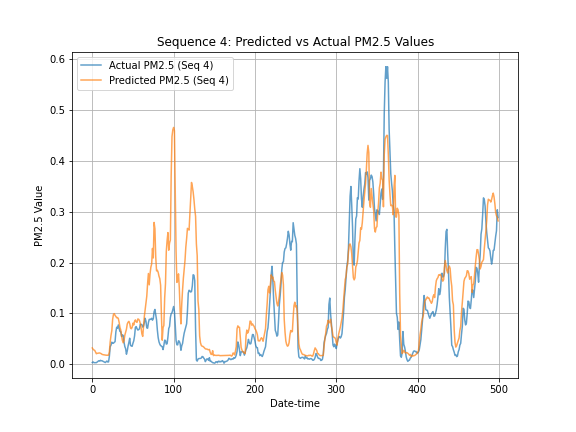 Sequence 4: Predicted vs Actual PM2.5 Values
Actual PM2.5 (Seq 4)
Predicted PM2.5 (Seq 4)
PM2.5 Value
0.6
0.5
0.4
0.3
0.2
0.1
0.0
0 100 200 300 400 500
Date-time